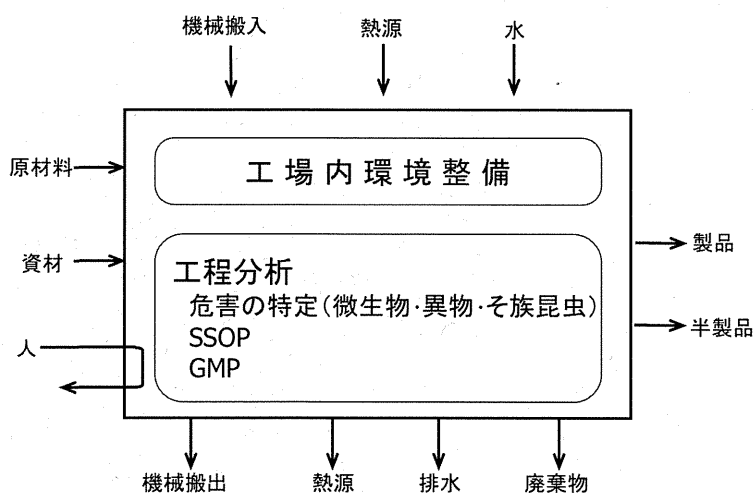 機械搬入
熱源
水
原材料
工場内環境整備
資材
製品
工程分析
危害の特定(微生物・異物・そ族昆虫)
SSOP
GMP
半製品
人
機械搬出
熱源
排水
廃棄物